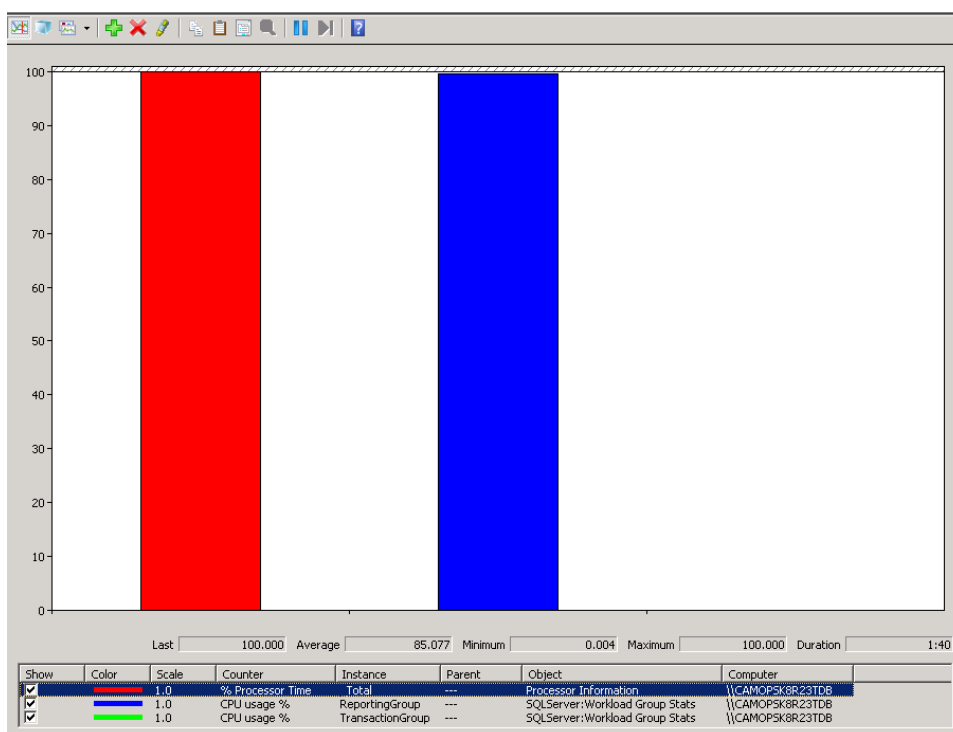 100
90
80
70
60
50
40
30
20
10
0
Last 100.000 Average 85.077 Minimum 0.004 Maximum 100.000 Duration 1:40
Show Color Scale Counter Instance Parent Object Computer
1.0 % Processor Time _Total --- Processor Information \\CAMOPSK8R23TDB
1.0 CPU usage % ReportingGroup --- SQLServer:Workload Group Stats \\CAMOPSK8R23TDB
1.0 CPU usage % TransactionGroup --- SQLServer:Workload Group Stats \\CAMOPSK8R23TDB